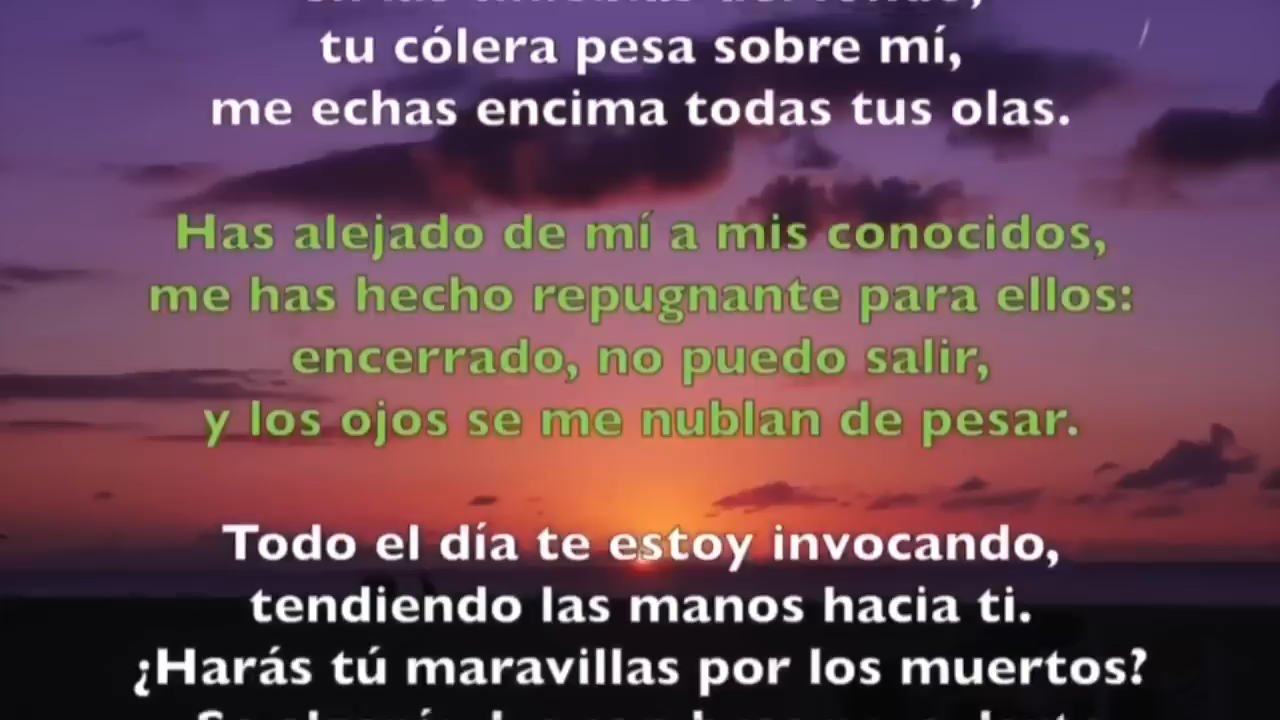 tu cólera pesa sobre mí,
me echas encima todas tus olas.
Has alejado de mí a mis conocidos,
me has hecho repugnante para ellos:
encerrado, no puedo salir,
y los ojos se me nublan de pesar.
Todo el día te estoy invocando,
tendiendo las manos hacia ti.
¿Harás tú maravillas por los muertos?